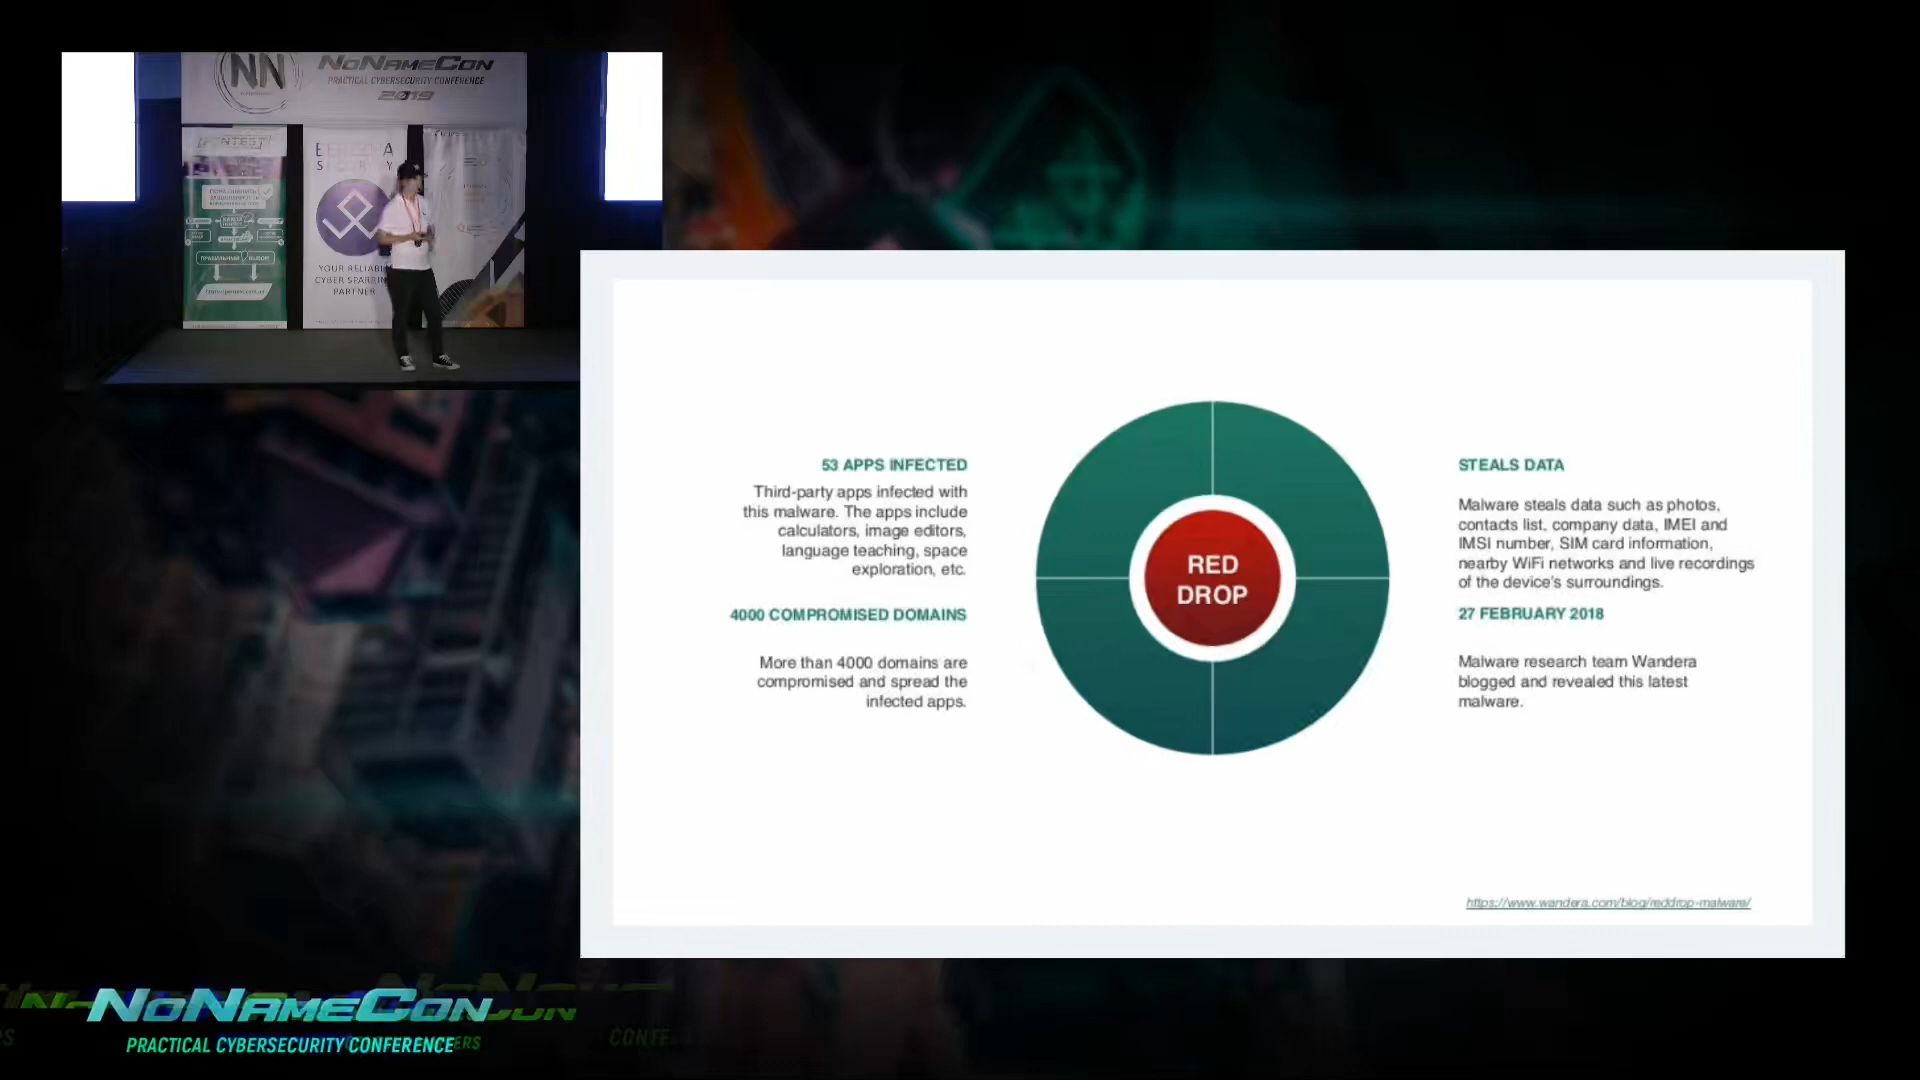 NN
NoNameCon
PRACTICAL CYBERSECURITY CONFERENCE
2019
YOUR RELIABL
CYBER SPARRIN
PARTNER
53 APPS INFECTED
Third-party apps infected with
this malware. The apps include
calculators, image editors,
language teaching, space
exploration, etc.
4000 COMPROMISED DOMAINS
More than 4000 domains are
compromised and spread the
infected apps.
RED
DROP
STEALS DATA
Malware steals data such as photos,
contacts list, company data, IMEI and
IMSI number, SIM card information,
nearby WiFi networks and live recordings
of the device's surroundings.
27 FEBRUARY 2018
Malware research team Wandera
blogged and revealed this latest
malware.
https://www.wandera.com/blog/reddrop-malware/
NoNameCon
PRACTICAL CYBERSECURITY CONFERENCE